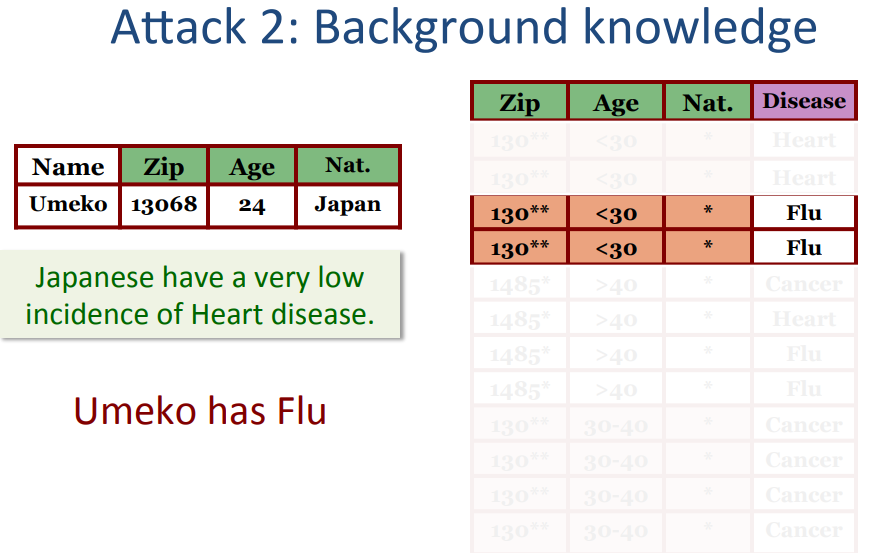 Attack 2: Background knowledge
Name Zip Age Nat.
Umeko 13068 24 Japan
Japanese have a very low
incidence of Heart disease.
Umeko has Flu
Zip Age Nat. Disease
130** <30 * Heart
130** <30 * Heart
130** <30 * Flu
130** <30 * Flu
1485* >40 * Cancer
1485* >40 * Heart
1485* >40 * Flu
1485* >40 * Flu
130** 30-40 * Cancer
130** 30-40 * Cancer
130** 30-40 * Cancer
130** 30-40 * Cancer